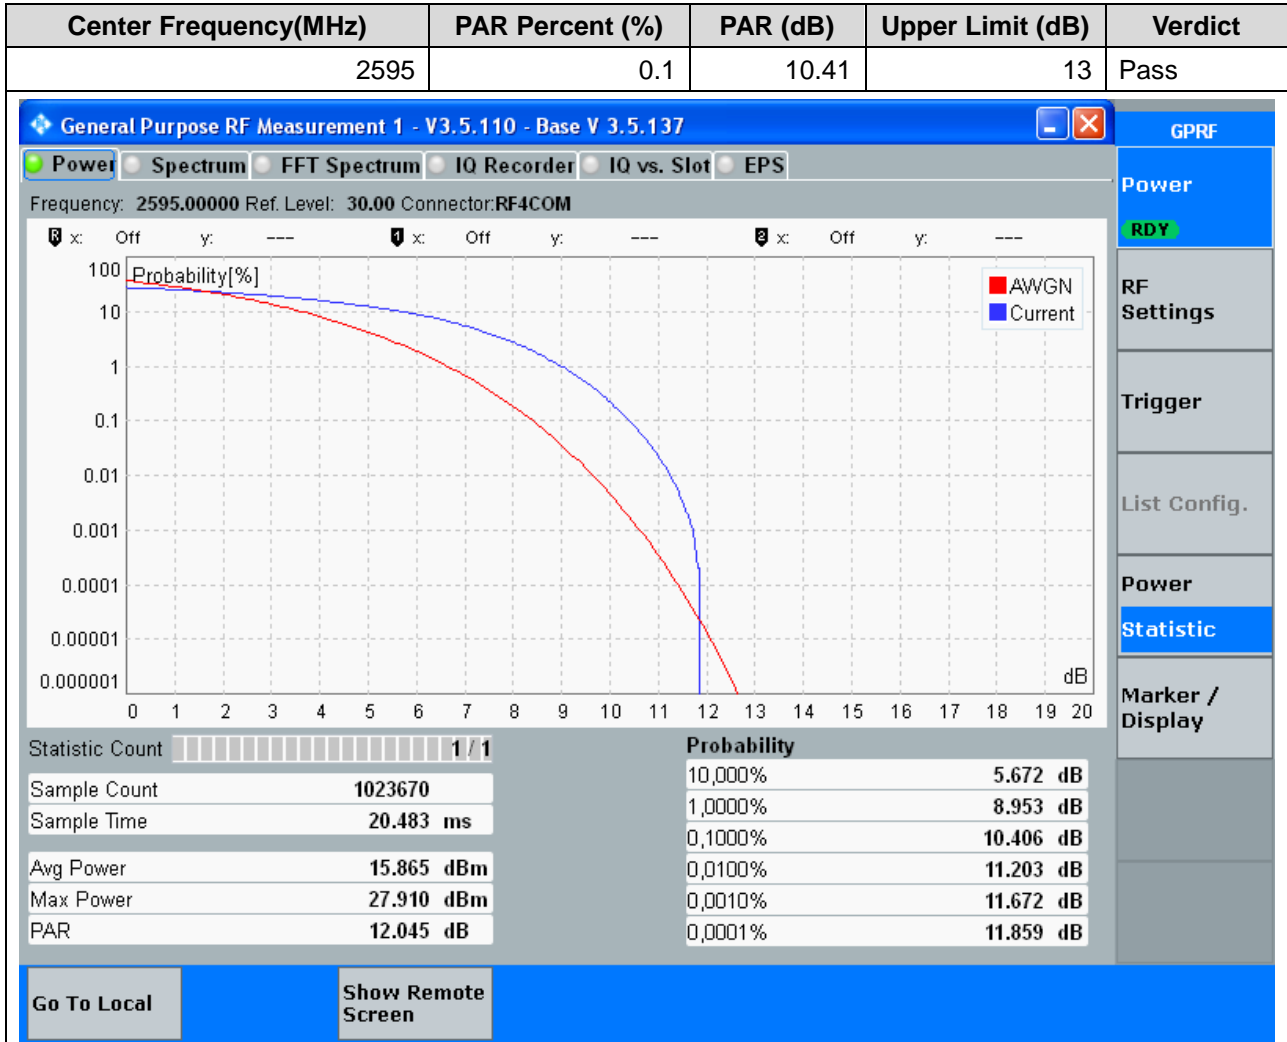 Center Frequency(MHz) PAR Percent (%) PAR (dB) Upper Limit (dB) Verdict
2595 0.1 10.41 13 Pass
General Purpose RF Measurement 1 - V3.5.110 - Base V 3.5.137
GPRF
Power Spectrum FFT Spectrum IQ Recorder IQ vs. Slot EPS
Frequency: 2595.00000 Ref. Level: 30.00 Connector:RF4COM
R x: Off y: --- 1 x: Off y: --- 2 x: Off y: ---
Probability[%]
AWGN
Current
100
10
1
0.1
0.01
0.001
0.0001
0.00001
0.000001
dB
0 1 2 3 4 5 6 7 8 9 10 11 12 13 14 15 16 17 18 19 20
Statistic Count 1 / 1
Sample Count 1023670
Sample Time 20.483 ms
Avg Power 15.865 dBm
Max Power 27.910 dBm
PAR 12.045 dB
Probability
10,000% 5.672 dB
1,0000% 8.953 dB
0,1000% 10.406 dB
0,0100% 11.203 dB
0,0010% 11.672 dB
0,0001% 11.859 dB
Power
RDY
RF
Settings
Trigger
List Config.
Power
Statistic
Marker /
Display
Go To Local
Show Remote
Screen